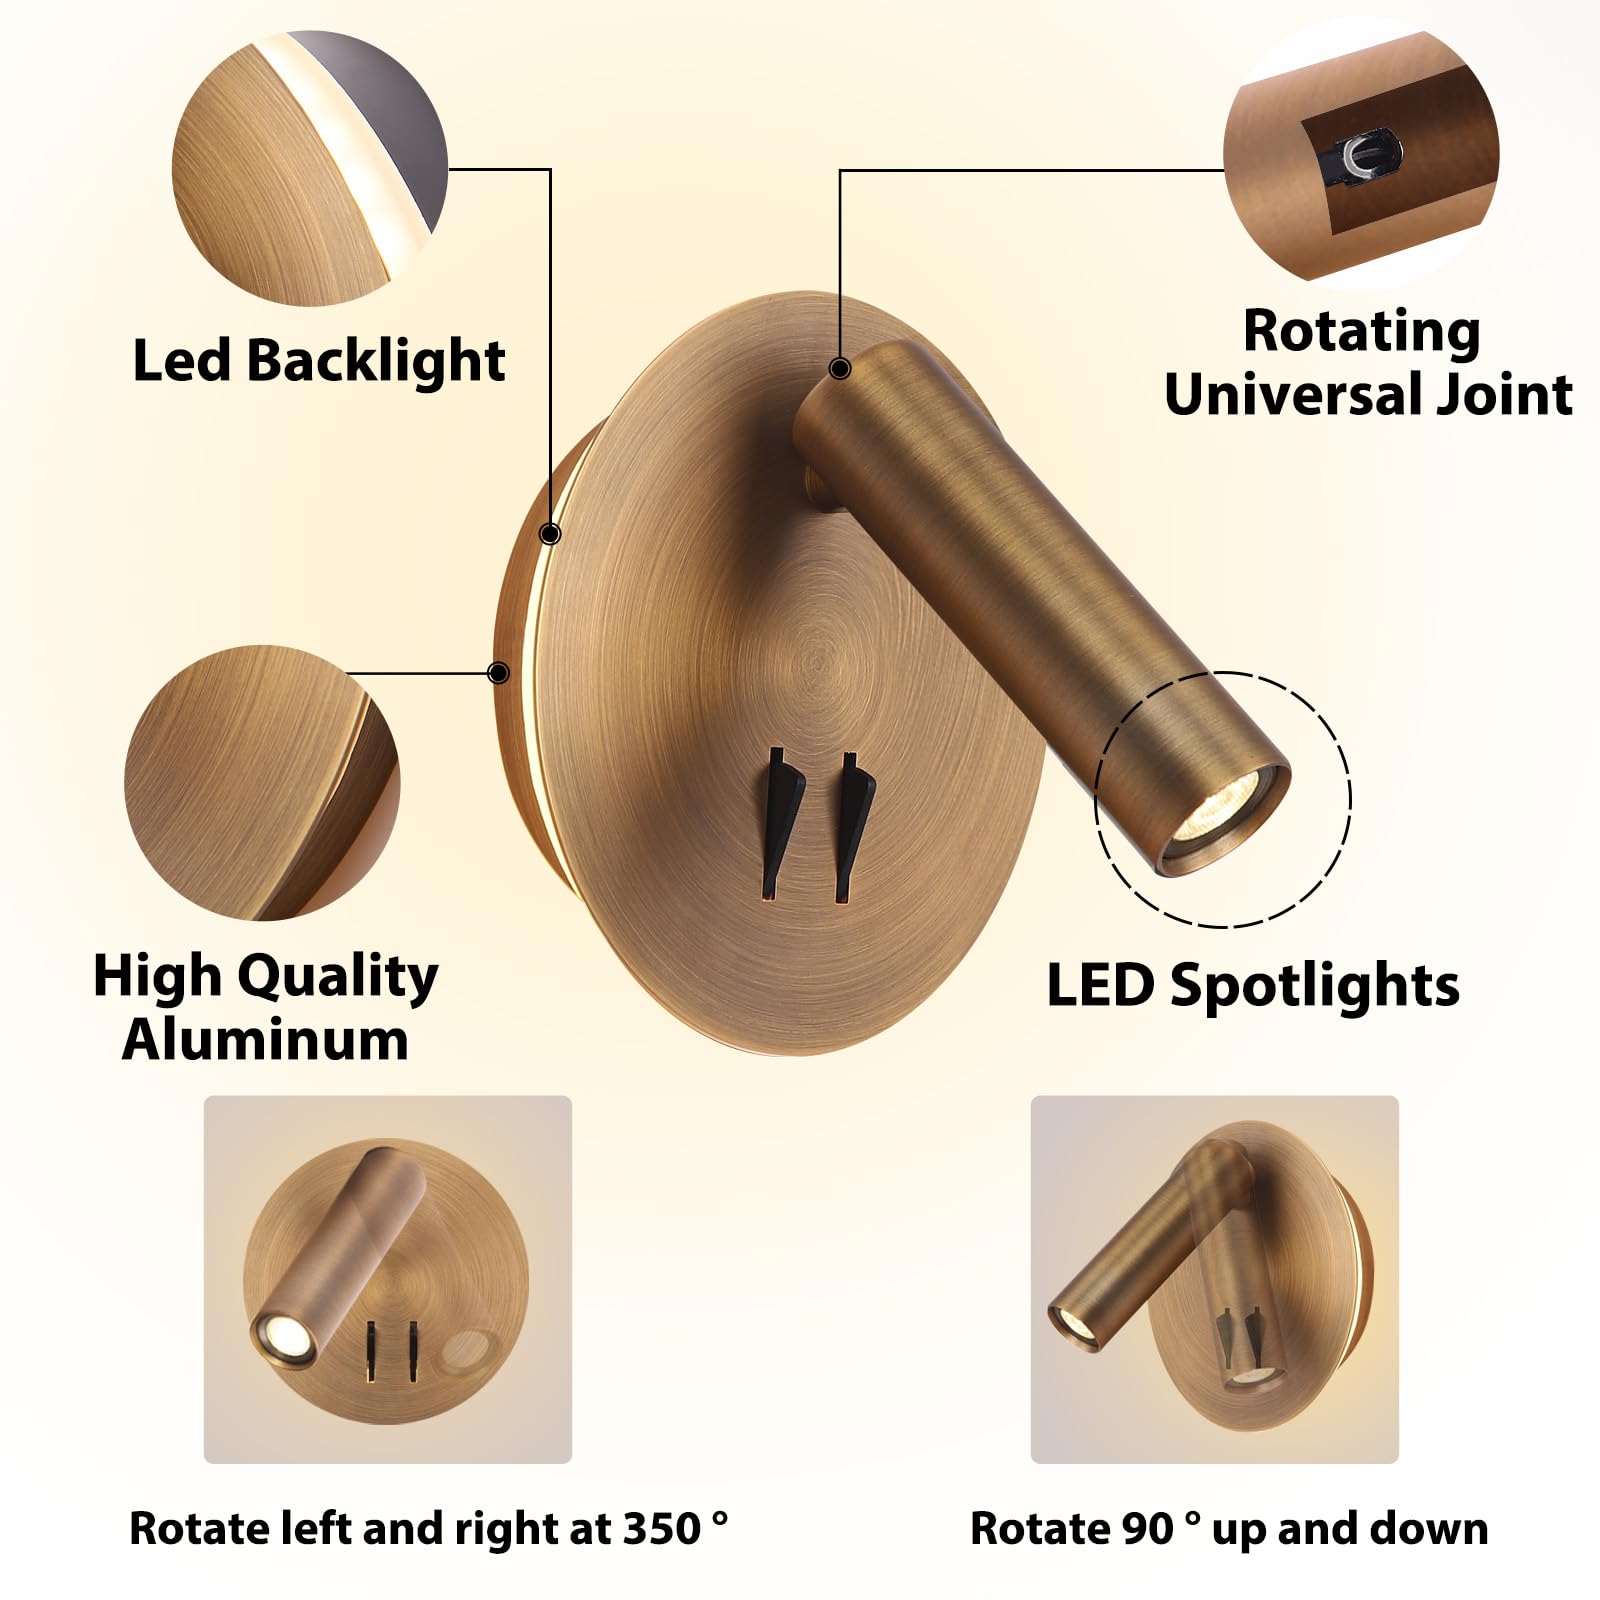 Led Backlight
Rotating
Universal Joint
High Quality
Aluminum
LED Spotlights
Rotate left and right at 350 °
Rotate 90 ° up and down